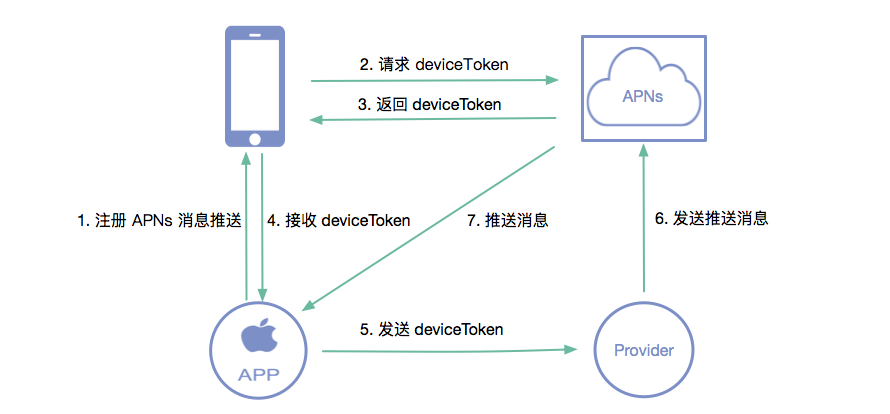 2. 请求 deviceToken
APNs
3. 返回 deviceToken
1. 注册 APNs 消息推送
4. 接收 deviceToken
7. 推送消息
6. 发送推送消息
5. 发送 deviceToken
Provider
APP